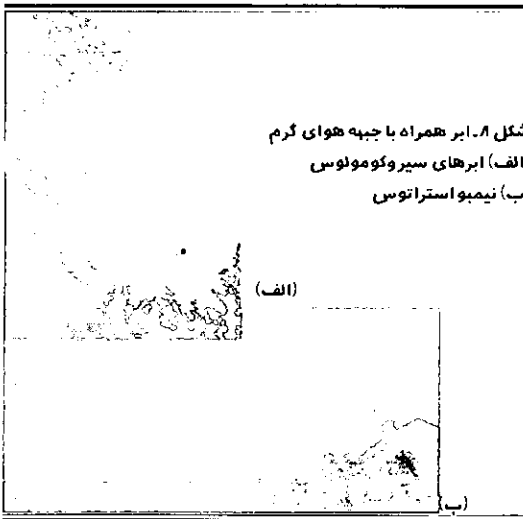 شکل ۸. ابر همراه با جبهه هوای گرم
الف) ابرهای سیروکومولوس
ب) نیمبواستراتوس
(الف)
(ب)